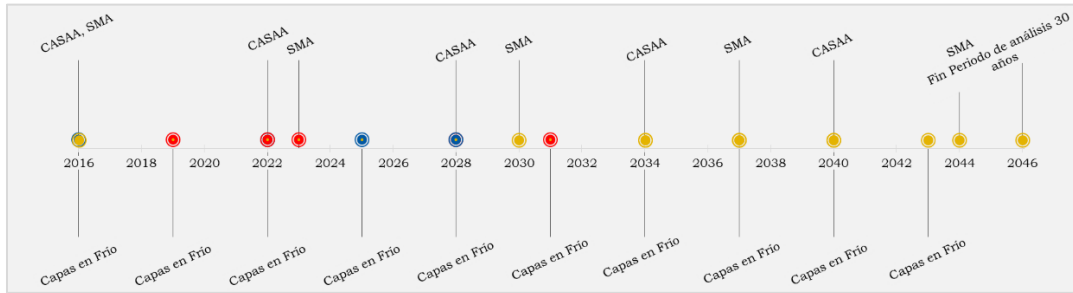 CASAA, SMA
CASAA
SMA
CASAA
SMA
CASAA
SMA
CASAA
SMA
Fin Periodo de análisis 30
años
2016 2018 2020 2022 2024 2026 2028 2030 2032 2034 2036 2038 2040 2042 2044 2046
Capas en Frío
Capas en Frío
Capas en Frío
Capas en Frío
Capas en Frío
Capas en Frío
Capas en Frío
Capas en Frío
Capas en Frío
Capas en Frío